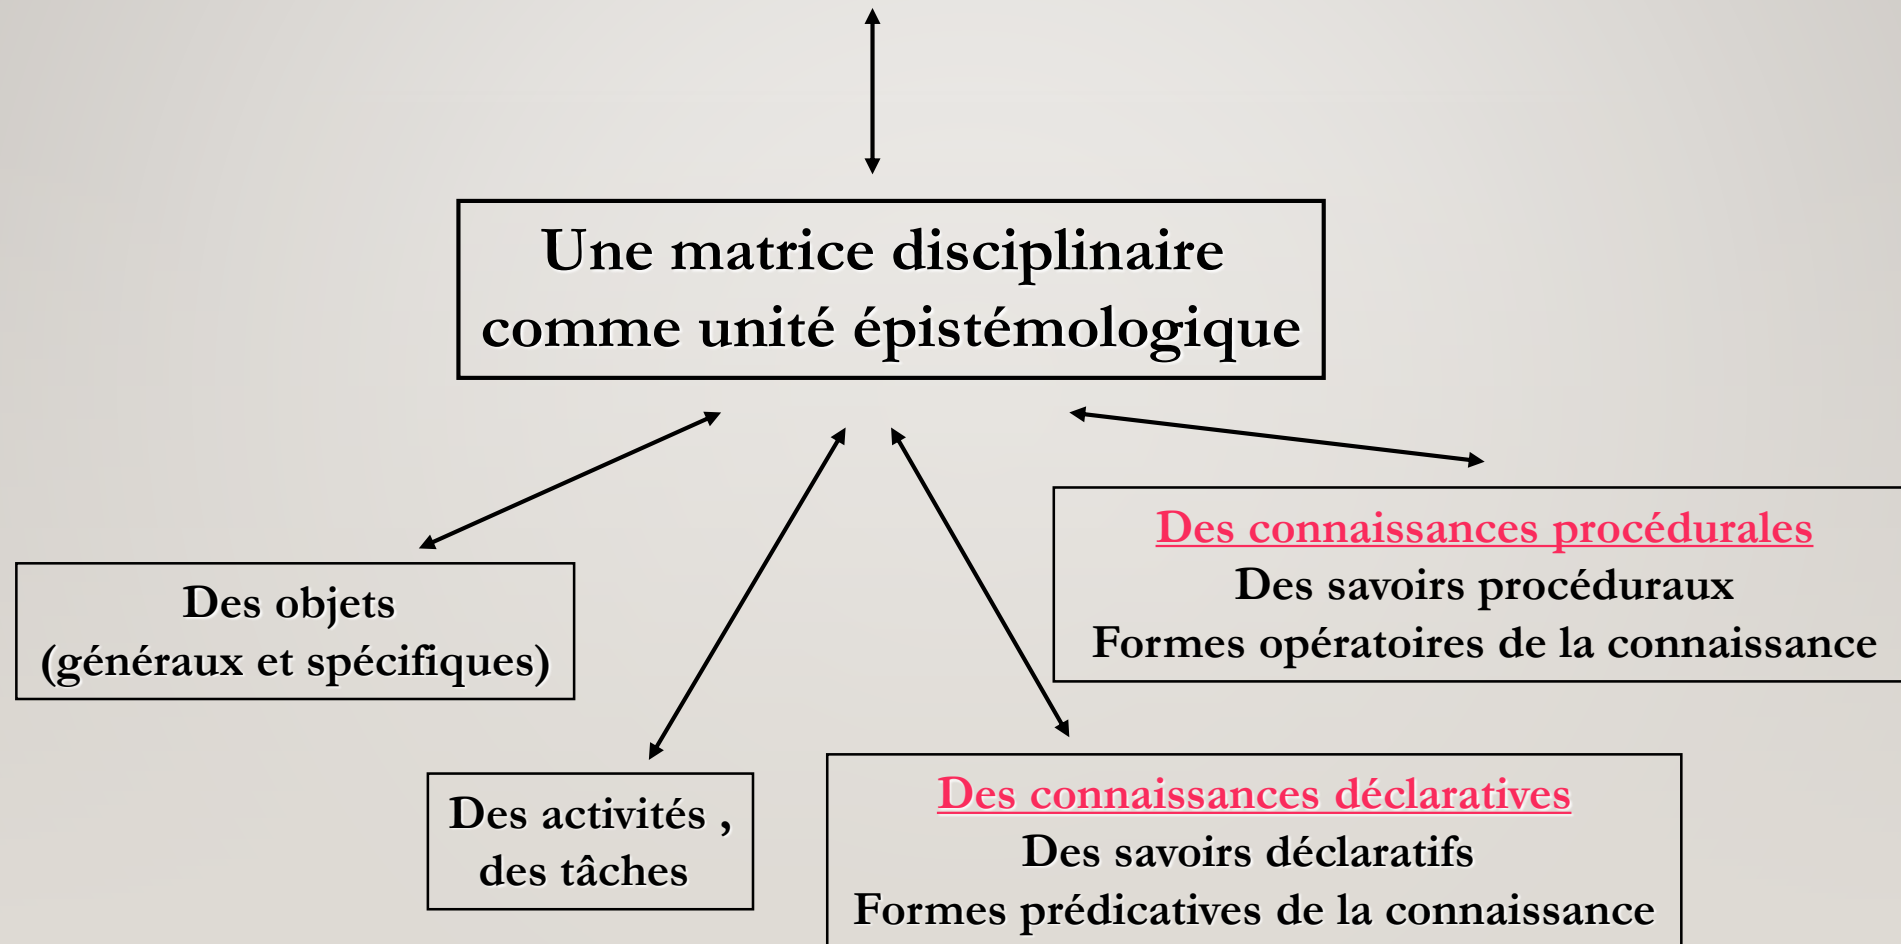 Une matrice disciplinaire
comme unité épistémologique
Des objets
(généraux et spécifiques)
Des activités ,
des tâches
Des connaissances déclaratives
Des savoirs déclaratifs
Formes prédicatives de la connaissance
Des connaissances procédurales
Des savoirs procéduraux
Formes opératoires de la connaissance